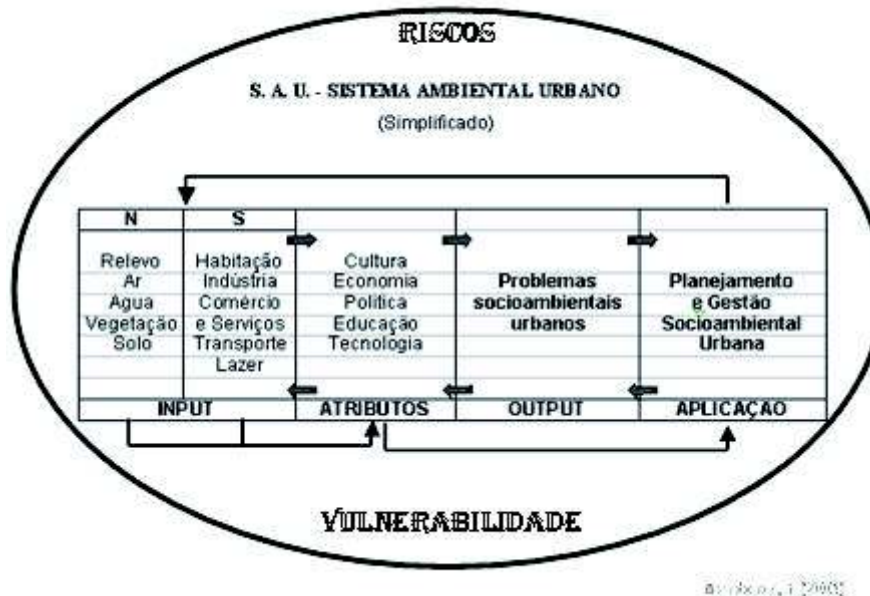 RISCOS
S. A. U. - SISTEMA AMBIENTAL URBANO
(Simplificado)
N
Relevo
Ar
Agua
Vegetação
Solo
S
Habitação
Indústria
Comércio
e Serviços
Transporte
Lazer
Cultura
Economia
Politica
Educação
Tecnologia
Problemas
socioambientais
urbanos
Planejamento
e Gestão
Socioambiental
Urbana
INPUT
ATRIBUTOS
OUTPUT
APLICAÇÃO
VULNERABILIDADE